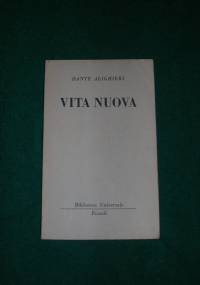 DANTE ALIGHIERI
VITA NUOVA
Biblioteca Universale
Rizzoli